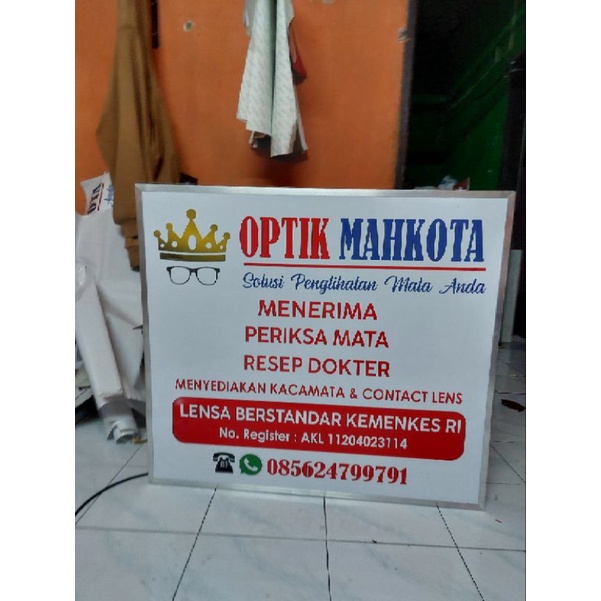 OPTIK MAHKOTA
Solusi Penglihatan Mata Anda
MENERIMA
PERIKSA MATA
RESEP DOKTER
MENYEDIAKAN KACAMATA & CONTACT LENS
LENSA BERSTANDAR KEMENKES RI
No. Register : AKL 11204023114
085624799791